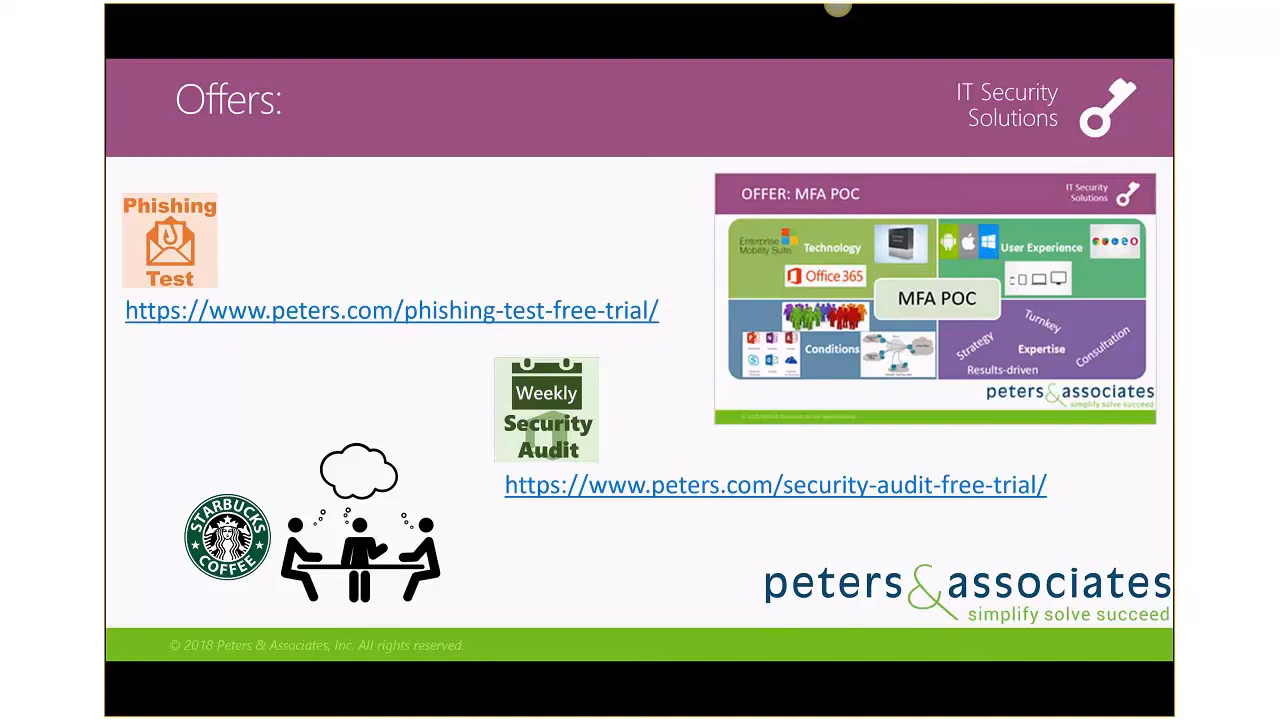 Offers:
IT Security
Solutions
Phishing
Test
https://www.peters.com/phishing-test-free-trial/
OFFER: MFA POC
IT Security
Solutions
Enterprise
Mobility Suite
Technology
User Experience
Office 365
MFA POC
Conditions
Strategy
Turnkey
Expertise
Consultation
Results-driven
peters&associates
simplify solve succeed
Weekly
Security
Audit
https://www.peters.com/security-audit-free-trial/
STARBUCKS
COFFEE
peters&associates
simplify solve succeed
© 2018 Peters & Associates, Inc. All rights reserved.